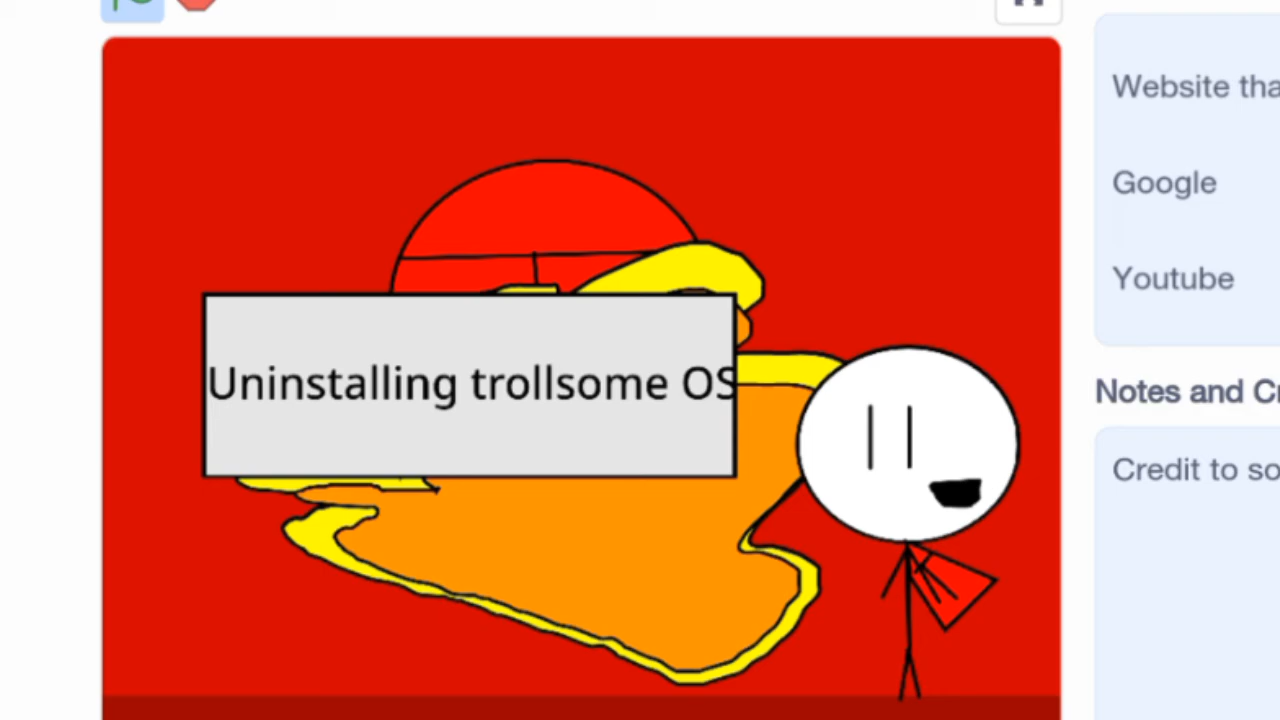 Website tha
Google
Youtube
Uninstalling trollsome OS
Notes and Cr
Credit to so